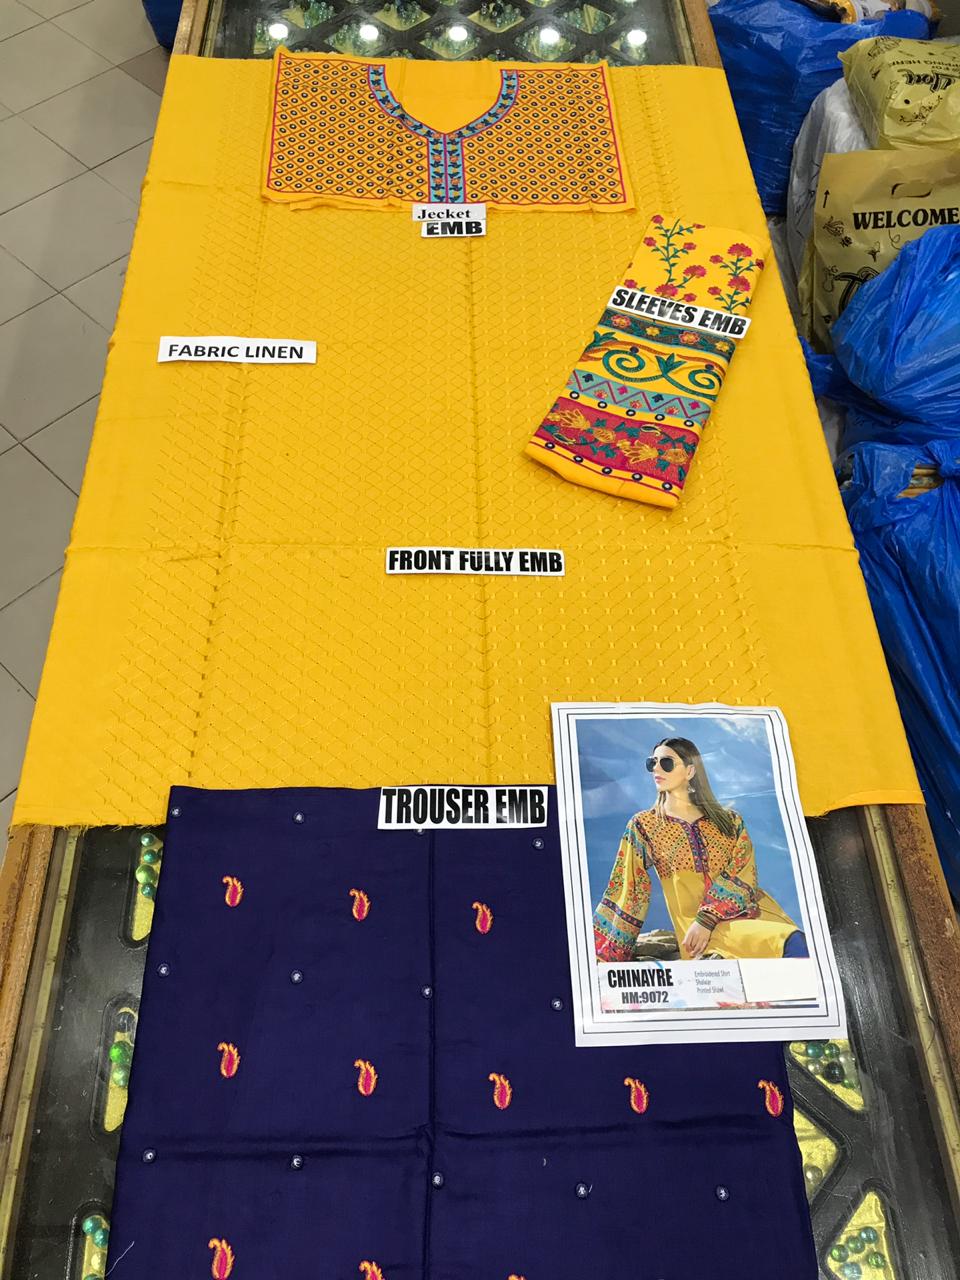 Jecket
EMB
SLEEVES EMB
FABRIC LINEN
FRONT FULLY EMB
TROUSER EMB
CHINAYRE
HM:9072
Embroidered Shirt
Shalwar
Printed Shawl
WELCOME